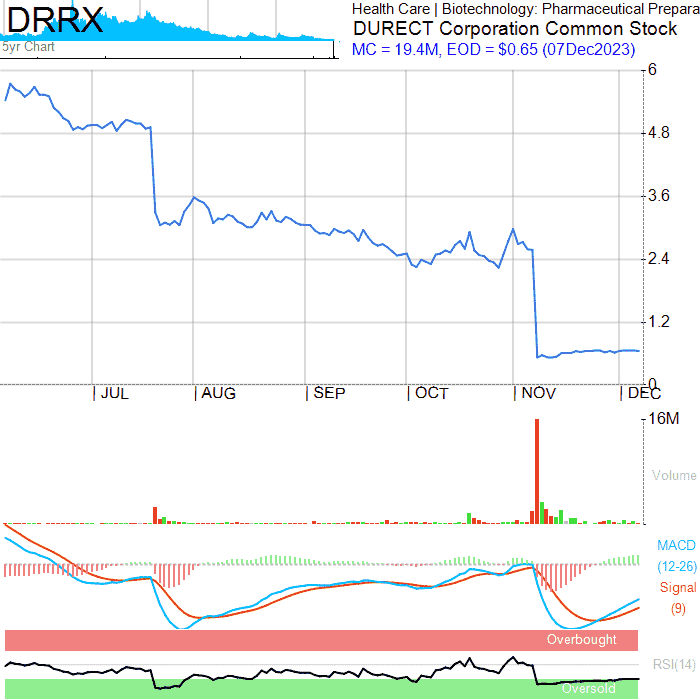 DRRX
5yr Chart
Health Care | Biotechnology: Pharmaceutical Prepara
DURECT Corporation Common Stock
MC = 19.4M, EOD = $0.65 (07Dec2023)
6
4.8
3.6
2.4
1.2
0
JUL AUG SEP OCT NOV DEC
16M
Volume
MACD
(12-26)
Signal
(9)
Overbought
RSI(14)
Oversold